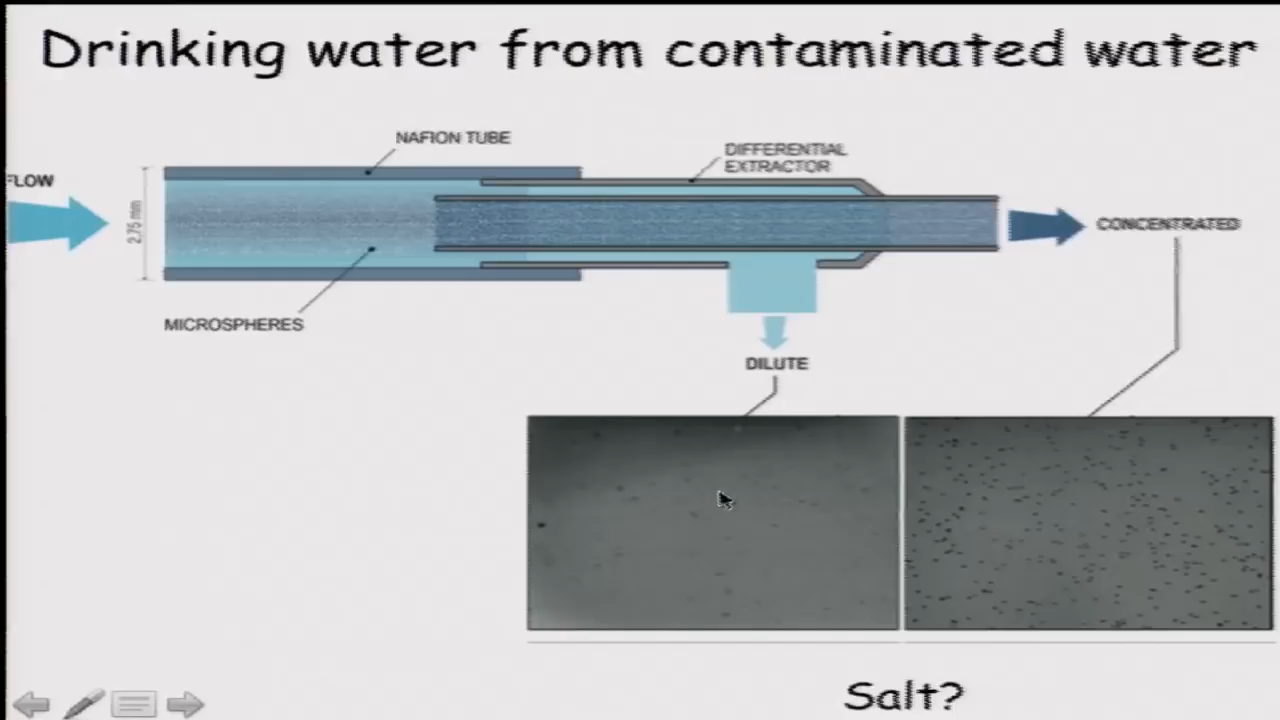 Drinking water from contaminated water
NAFION TUBE
DIFFERENTIAL
EXTRACTOR
FLOW
2.75 mm
CONCENTRATED
MICROSPHERES
DILUTE
Salt?